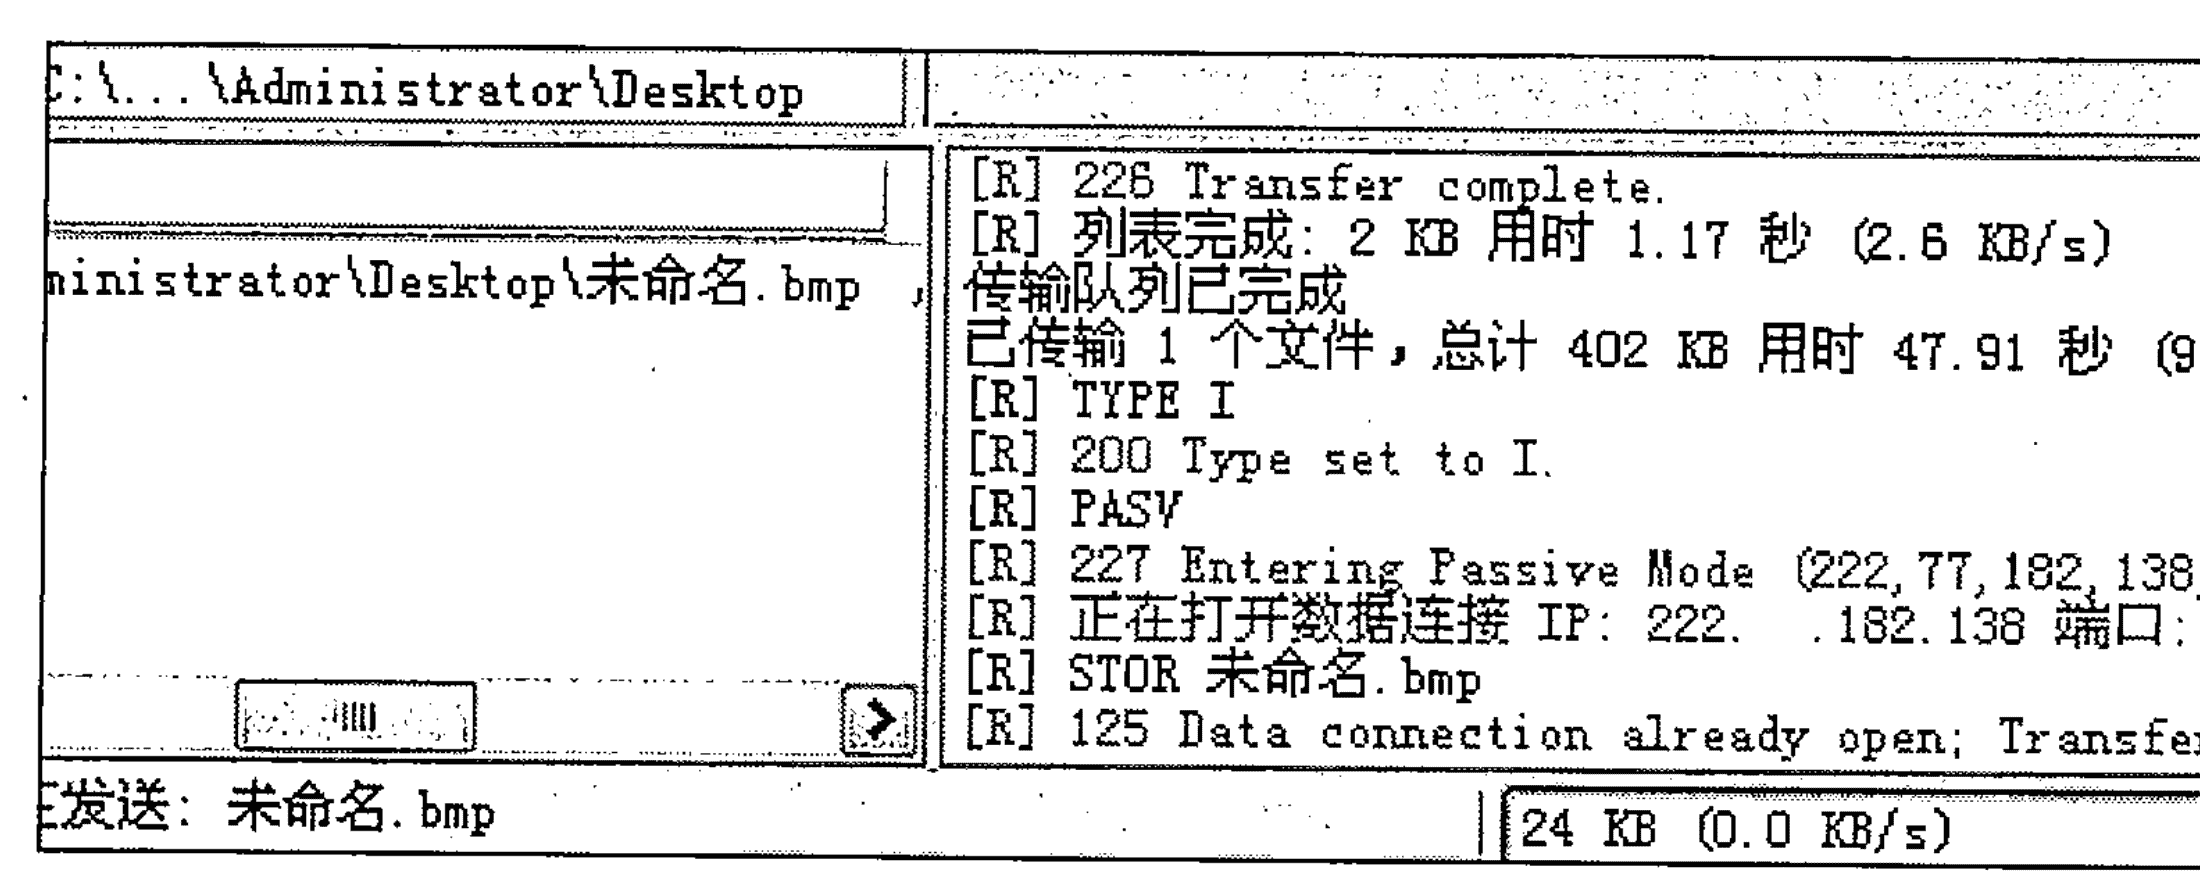 C:\...\Administrator\Desktop
ministrator\Desktop\未命名.bmp ,
[R] 226 Transfer complete.
[R] 列表完成: 2 KB 用时 1.17 秒 (2.6 KB/s)
传输队列已完成
已传输 1 个文件，总计 402 KB 用时 47.91 秒 (9
[R] TYPE I
[R] 200 Type set to I.
[R] PASV
[R] 227 Entering Passive Mode (222,77,182,138,
[R] 正在打开数据连接 IP: 222. .182.138 端口:
[R] STOR 未命名.bmp
[R] 125 Data connection already open; Transfer
正发送: 未命名.bmp
24 KB (0.0 KB/s)